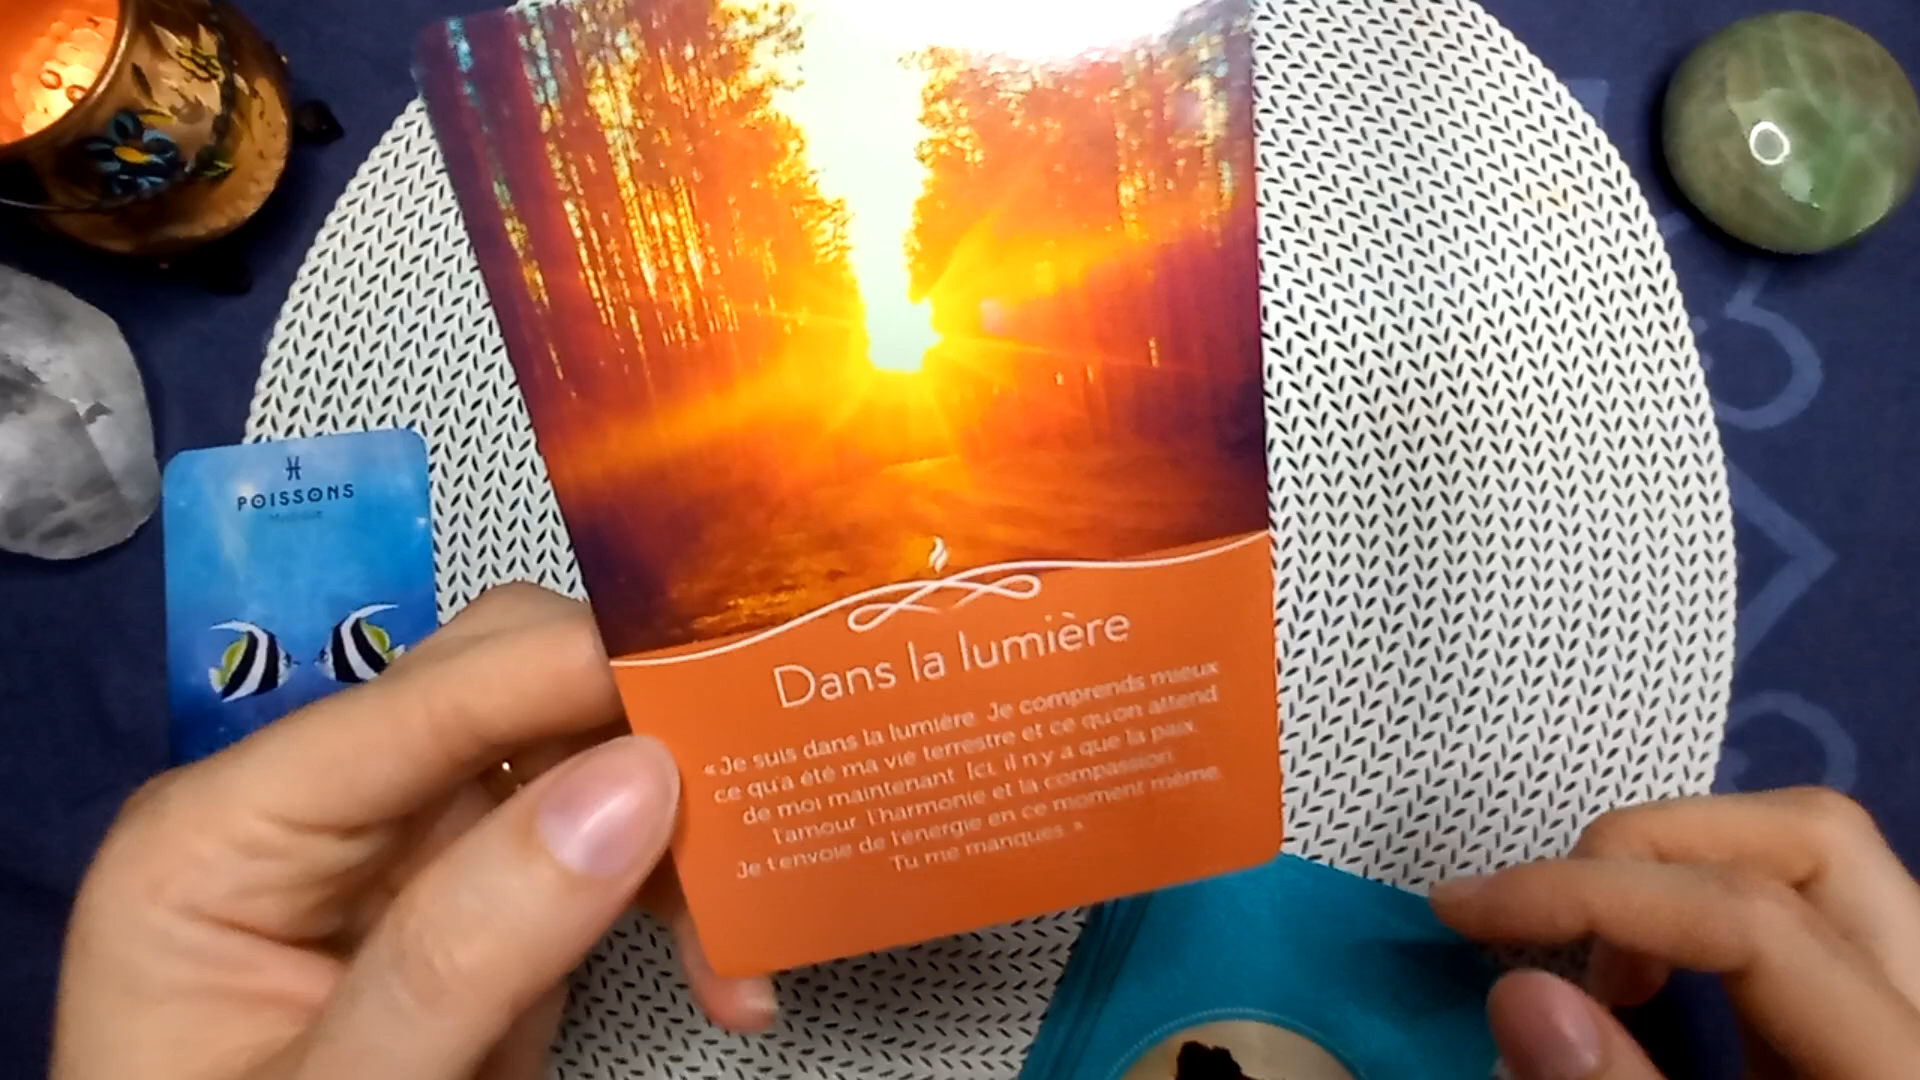 POISSONS
Mystique
Dans la lumière
« Je suis dans la lumière. Je comprends mieux
ce qu'a été ma vie terrestre et ce qu'on attend
de moi maintenant. Ici, il n'y a que la paix,
l'amour, l'harmonie et la compassion.
Je t'envoie de l'énergie en ce moment même.
Tu me manques. »